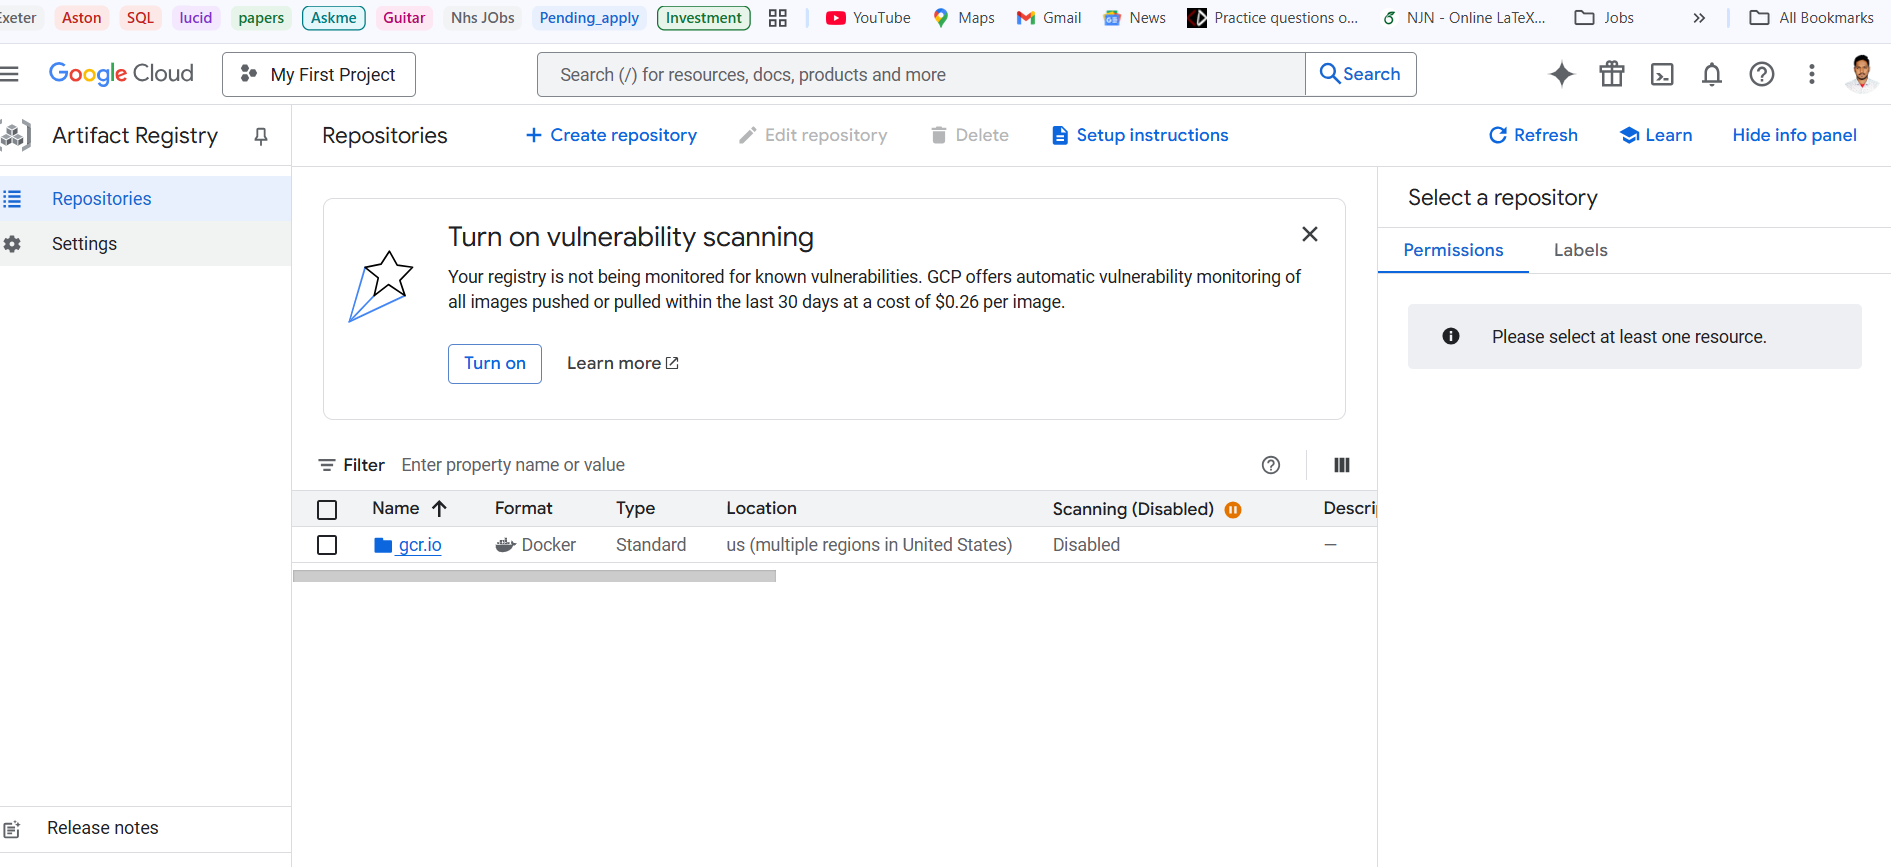 Exeter Aston SQL lucid papers Askme Guitar Nhs JObs Pending_apply Investment YouTube Maps Gmail News Practice questions o... NJN - Online LaTeX... Jobs All Bookmarks
Google Cloud My First Project Search (/) for resources, docs, products and more Search
Artifact Registry Repositories Create repository Edit repository Delete Setup instructions Refresh Learn Hide info panel
Repositories
Settings
Turn on vulnerability scanning
Your registry is not being monitored for known vulnerabilities. GCP offers automatic vulnerability monitoring of
all images pushed or pulled within the last 30 days at a cost of $0.26 per image.
Turn on Learn more
Select a repository
Permissions Labels
Please select at least one resource.
Filter Enter property name or value
Name Format Type Location Scanning (Disabled) Descri
gcr.io Docker Standard us (multiple regions in United States) Disabled –
Release notes